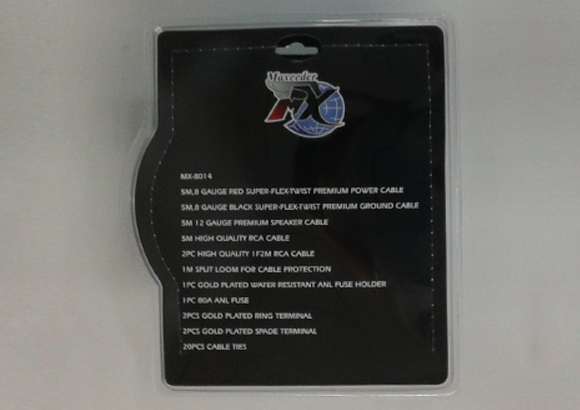 Maxeeder
MX
MX-8014
5M,8 GAUGE RED SUPER-FLEX-TWIST PREMIUM POWER CABLE
5M,8 GAUGE BLACK SUPER-FLEX-TWIST PREMIUM GROUND CABLE
5M 12 GAUGE PREMIUM SPEAKER CABLE
5M HIGH QUALITY RCA CABLE
2PC HIGH QUALITY 1F2M RCA CABLE
1M SPLIT LOOM FOR CABLE PROTECTION
1PC GOLD PLATED WATER RESISTANT ANL FUSE HOLDER
1PC 80A ANL FUSE
2PCS GOLD PLATED RING TERMINAL
2PCS GOLD PLATED SPADE TERMINAL
20PCS CABLE TIES